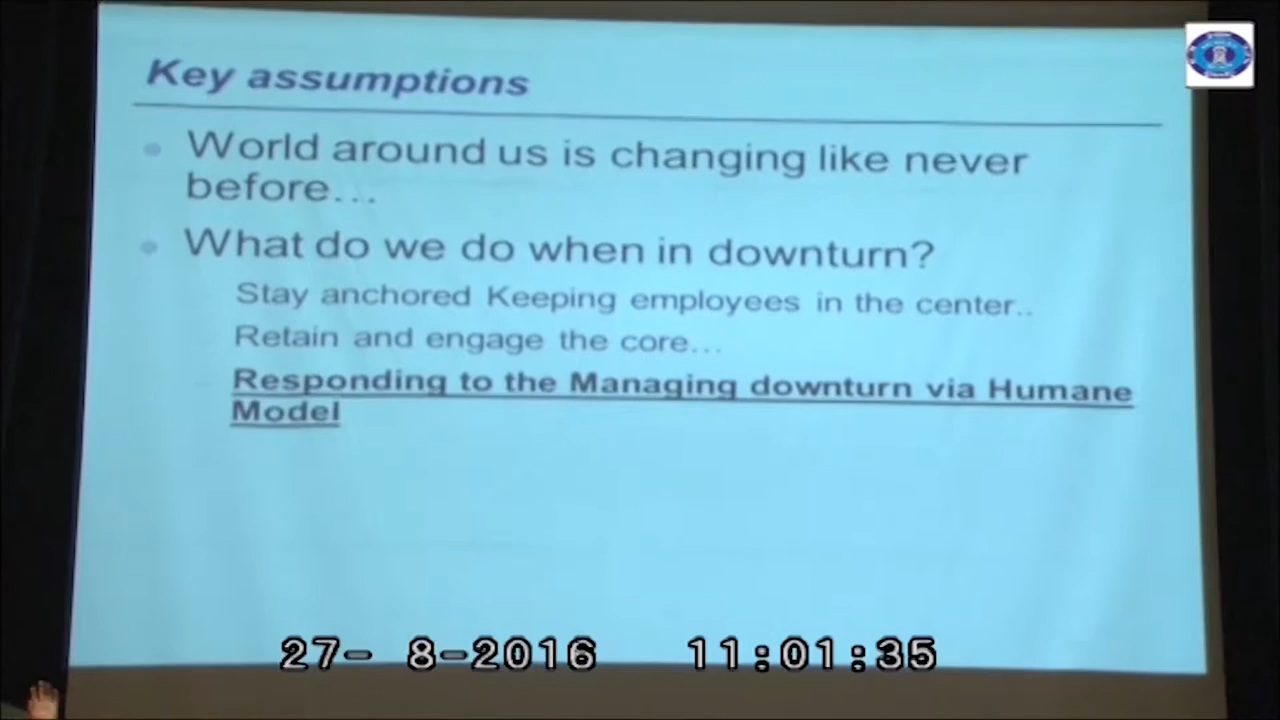 Key assumptions
World around us is changing like never
before...
What do we do when in downturn?
Stay anchored Keeping employees in the center..
Retain and engage the core...
Responding to the Managing downturn via Humane
Model
27- 8-2016 11:01:35